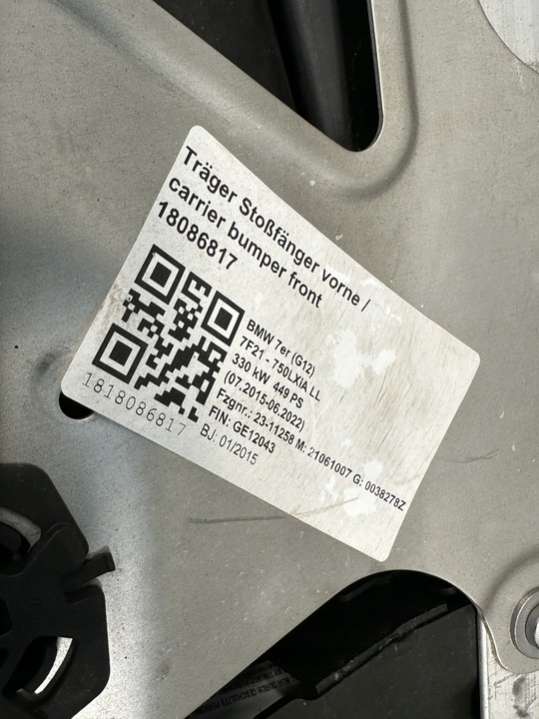 Träger Stoßfänger vorne /
carrier bumper front
18086817
BMW 7er (G12)
7F21 - 750LXiA LL
330 kW 449 PS
(07.2015-06.2022)
Fzgnr.: 23-11258 M: 21061007 G: 0038278Z
FIN: GE12043
BJ: 01/2015
1818086817